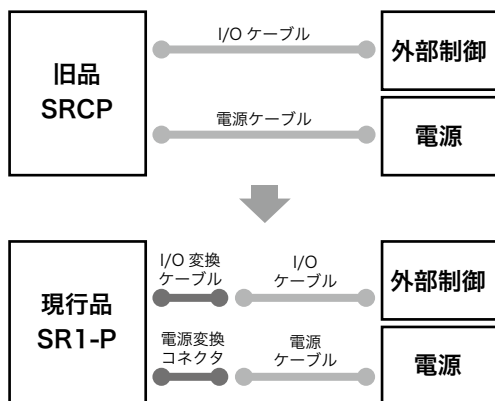 旧品
SRCP
I/O ケーブル
外部制御
電源ケーブル
電源
現行品
SR1-P
I/O 変換
ケーブル
I/O
ケーブル
外部制御
電源変換
コネクタ
電源
ケーブル
電源